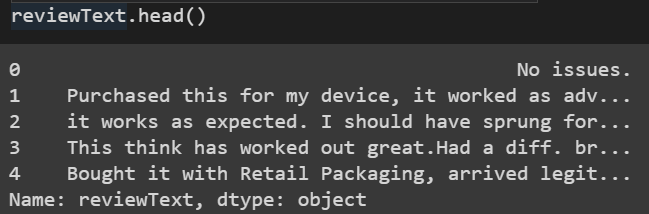 reviewText.head()
0 No issues.
1 Purchased this for my device, it worked as adv...
2 it works as expected. I should have sprung for...
3 This think has worked out great.Had a diff. br...
4 Bought it with Retail Packaging, arrived legit...
Name: reviewText, dtype: object